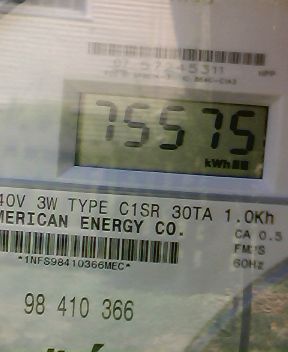 75575
kWh
40V 3W TYPE C1SR 30TA 1.0Kh
MERICAN ENERGY CO.
CA 0.5
FM2S
60Hz
*1NFS98410366MEC*
98 410 366